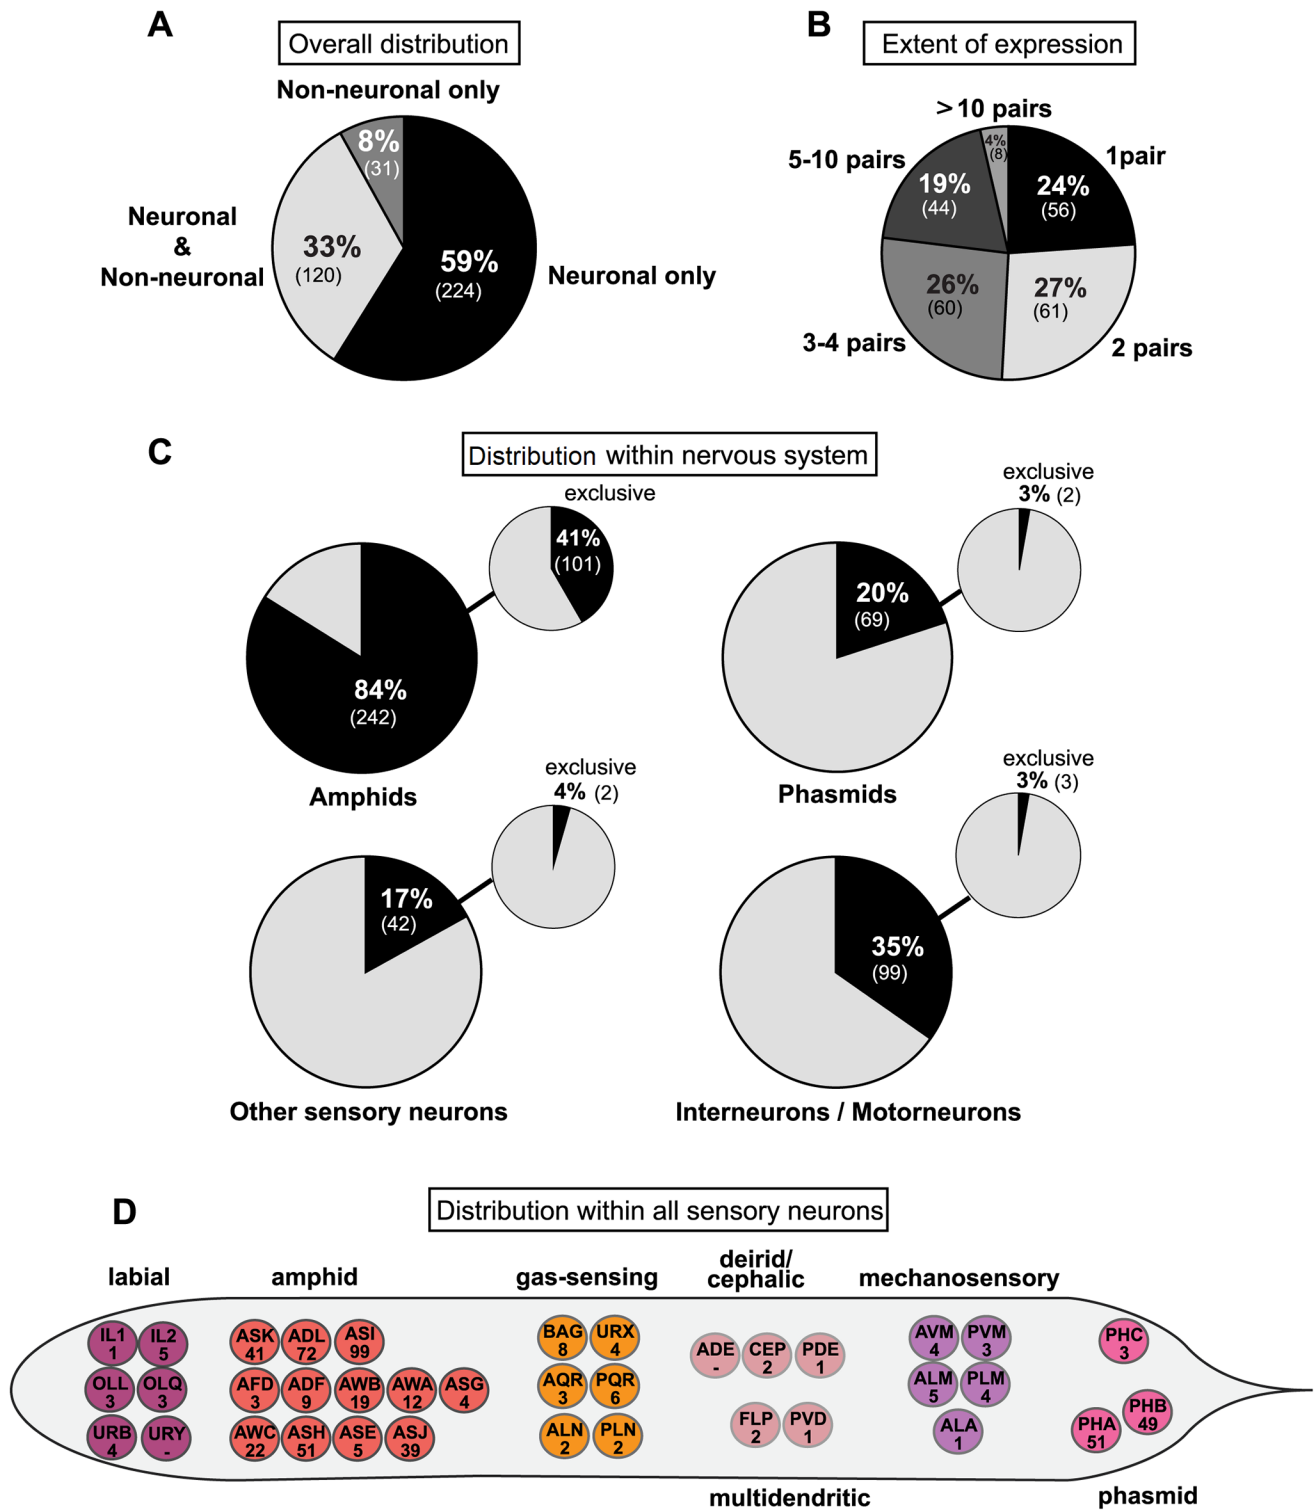 A
Overall distribution
Non-neuronal only
8%
(31)
Neuronal
&
Non-neuronal
33%
(120)
59%
(224)
Neuronal only
B
Extent of expression
>10 pairs
4%
(8)
5-10 pairs
19%
(44)
1pair
24%
(56)
26%
(60)
27%
(61)
3-4 pairs
2 pairs
C
Distribution within nervous system
exclusive
41%
(101)
84%
(242)
Amphids
exclusive
3% (2)
20%
(69)
Phasmids
exclusive
4% (2)
17%
(42)
Other sensory neurons
exclusive
3% (3)
35%
(99)
Interneurons / Motorneurons
D
Distribution within all sensory neurons
labial
amphid
gas-sensing
deirid/
cephalic
mechanosensory
IL1
1
IL2
5
OLL
3
OLQ
3
URB
4
URY
-
ASK
41
ADL
72
ASI
99
AFD
3
ADF
9
AWB
19
AWA
12
ASG
4
AWC
22
ASH
51
ASE
5
ASJ
39
BAG
8
URX
4
AQR
3
PQR
6
ALN
2
PLN
2
ADE
-
CEP
2
PDE
1
FLP
2
PVD
1
AVM
4
PVM
3
ALM
5
PLM
4
ALA
1
PHC
3
PHB
49
PHA
51
multidendritic
phasmid